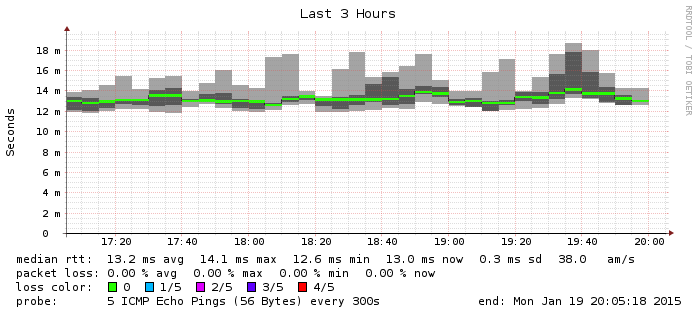 Last 3 Hours
RRDTOOL / TOBI OETIKER
Seconds
18 m
16 m
14 m
12 m
10 m
8 m
6 m
4 m
2 m
0
17:20 17:40 18:00 18:20 18:40 19:00 19:20 19:40 20:00
median rtt: 13.2 ms avg 14.1 ms max 12.6 ms min 13.0 ms now 0.3 ms sd 38.0 am/s
packet loss: 0.00 % avg 0.00 % max 0.00 % min 0.00 % now
loss color: 0 1/5 2/5 3/5 4/5
probe: 5 ICMP Echo Pings (56 Bytes) every 300s end: Mon Jan 19 20:05:18 2015